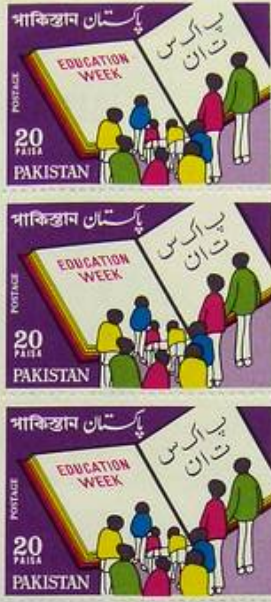 পাকিস্তান پاکستان
EDUCATION
WEEK
پ ا ک س
ت ا ن
POSTAGE
20
PAISA
PAKISTAN
পাকিস্তান پاکستان
EDUCATION
WEEK
پ ا ک س
ت ا ن
POSTAGE
20
PAISA
PAKISTAN
পাকিস্তান پاکستان
EDUCATION
WEEK
پ ا ک س
ت ا ن
POSTAGE
20
PAISA
PAKISTAN